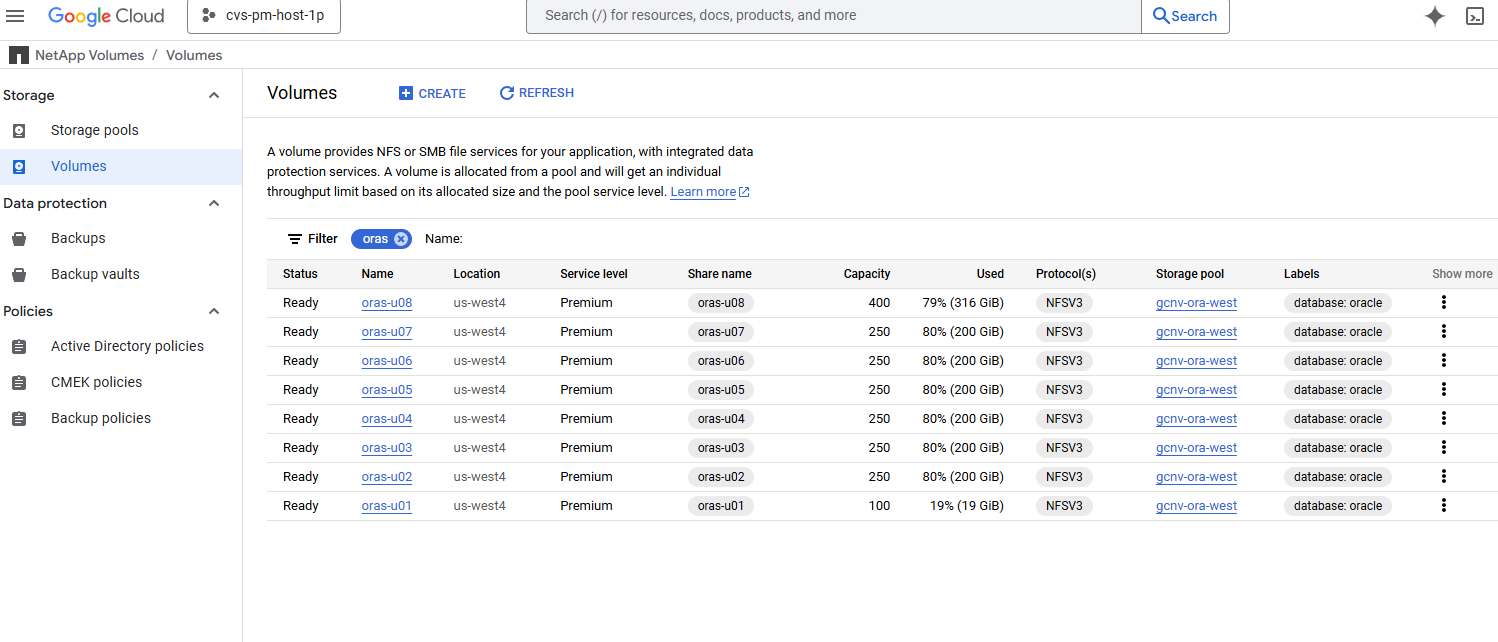 Google Cloud cvs-pm-host-1p Search (/) for resources, docs, products, and more Search
NetApp Volumes / Volumes
Storage
Storage pools
Volumes
Data protection
Backups
Backup vaults
Policies
Active Directory policies
CMEK policies
Backup policies
Volumes CREATE REFRESH
A volume provides NFS or SMB file services for your application, with integrated data
protection services. A volume is allocated from a pool and will get an individual
throughput limit based on its allocated size and the pool service level. Learn more
Filter oras Name:
Status Name Location Service level Share name Capacity Used Protocol(s) Storage pool Labels Show more
Ready oras-u08 us-west4 Premium oras-u08 400 79% (316 GiB) NFSV3 gcnv-ora-west database: oracle
Ready oras-u07 us-west4 Premium oras-u07 250 80% (200 GiB) NFSV3 gcnv-ora-west database: oracle
Ready oras-u06 us-west4 Premium oras-u06 250 80% (200 GiB) NFSV3 gcnv-ora-west database: oracle
Ready oras-u05 us-west4 Premium oras-u05 250 80% (200 GiB) NFSV3 gcnv-ora-west database: oracle
Ready oras-u04 us-west4 Premium oras-u04 250 80% (200 GiB) NFSV3 gcnv-ora-west database: oracle
Ready oras-u03 us-west4 Premium oras-u03 250 80% (200 GiB) NFSV3 gcnv-ora-west database: oracle
Ready oras-u02 us-west4 Premium oras-u02 250 80% (200 GiB) NFSV3 gcnv-ora-west database: oracle
Ready oras-u01 us-west4 Premium oras-u01 100 19% (19 GiB) NFSV3 gcnv-ora-west database: oracle